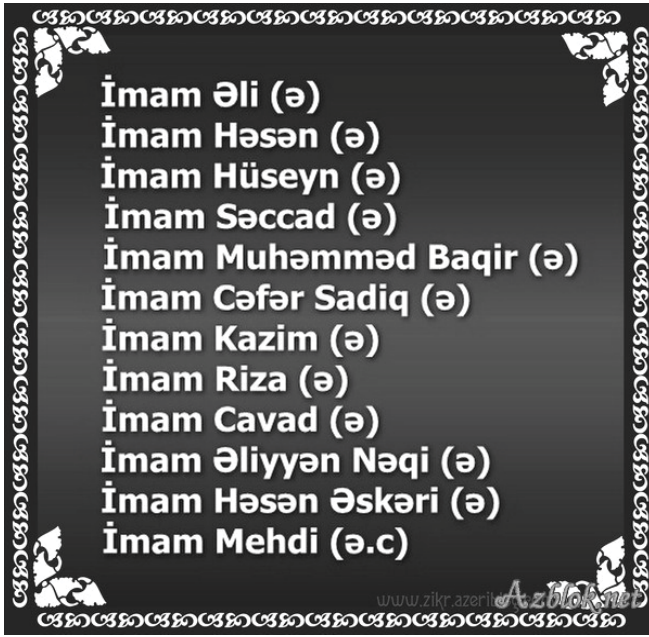 İmam Əli (ə)
İmam Həsən (ə)
İmam Hüseyn (ə)
İmam Səccad (ə)
İmam Muhəmməd Baqir (ə)
İmam Cəfər Sadiq (ə)
İmam Kazim (ə)
İmam Riza (ə)
İmam Cavad (ə)
İmam Əliyyən Nəqi (ə)
İmam Həsən Əskəri (ə)
İmam Mehdi (ə.c)
Azblok.net